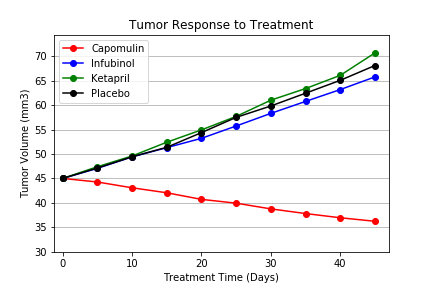 Tumor Response to Treatment
Capomulin
Infubinol
Ketapril
Placebo
Tumor Volume (mm3)
70
65
60
55
50
45
40
35
30
0
10
20
30
40
Treatment Time (Days)